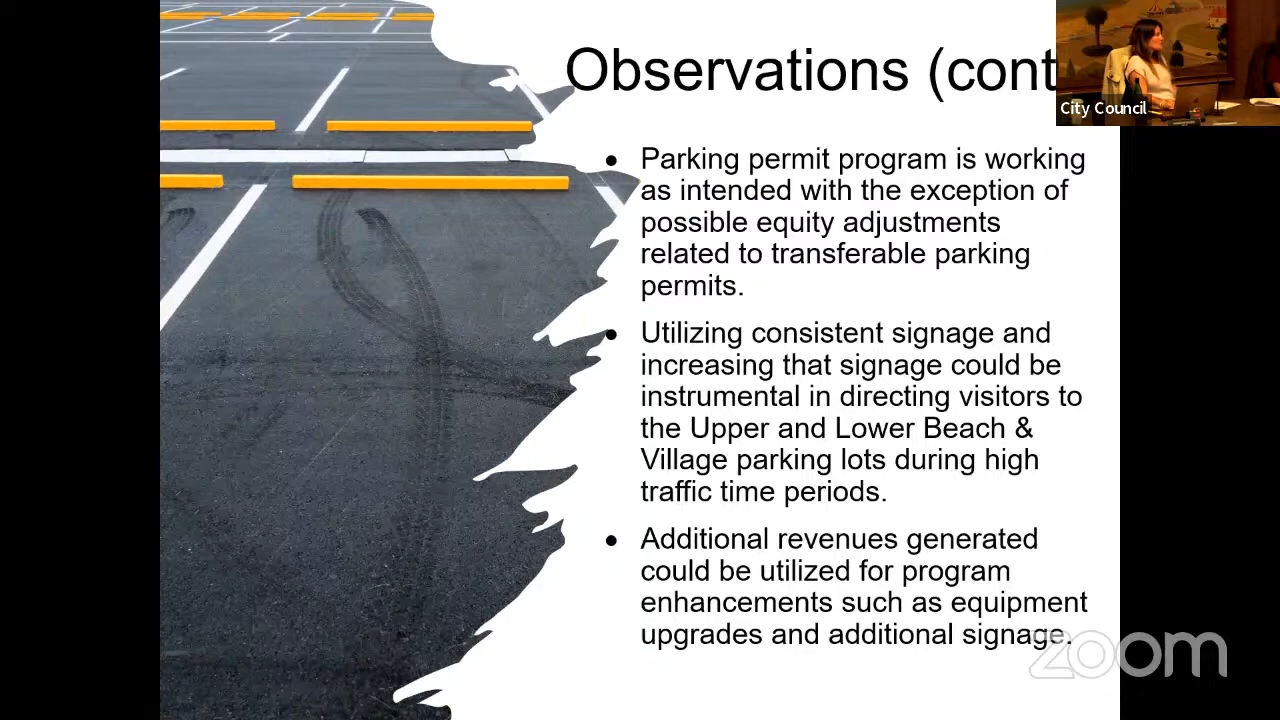 Observations (cont
City Council
• Parking permit program is working
as intended with the exception of
possible equity adjustments
related to transferable parking
permits.
• Utilizing consistent signage and
increasing that signage could be
instrumental in directing visitors to
the Upper and Lower Beach &
Village parking lots during high
traffic time periods.
• Additional revenues generated
could be utilized for program
enhancements such as equipment
upgrades and additional signage.
zoom